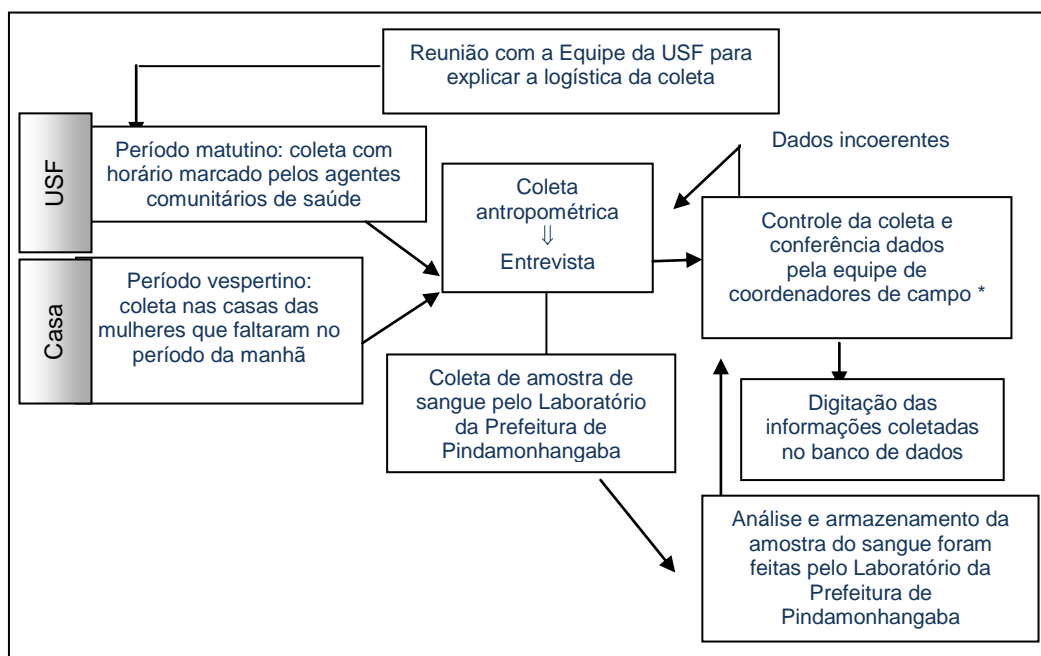 Reunião com a Equipe da USF para
explicar a logística da coleta
USF
Período matutino: coleta com
horário marcado pelos agentes
comunitários de saúde
Casa
Período vespertino:
coleta nas casas das
mulheres que faltaram no
período da manhã
Coleta
antropométrica
⇓
Entrevista
Dados incoerentes
Controle da coleta e
conferência dados
pela equipe de
coordenadores de campo *
Coleta de amostra de
sangue pelo Laboratório
da Prefeitura de
Pindamonhangaba
Digitação das
informações coletadas
no banco de dados
Análise e armazenamento da
amostra do sangue foram
feitas pelo Laboratório da
Prefeitura de
Pindamonhangaba